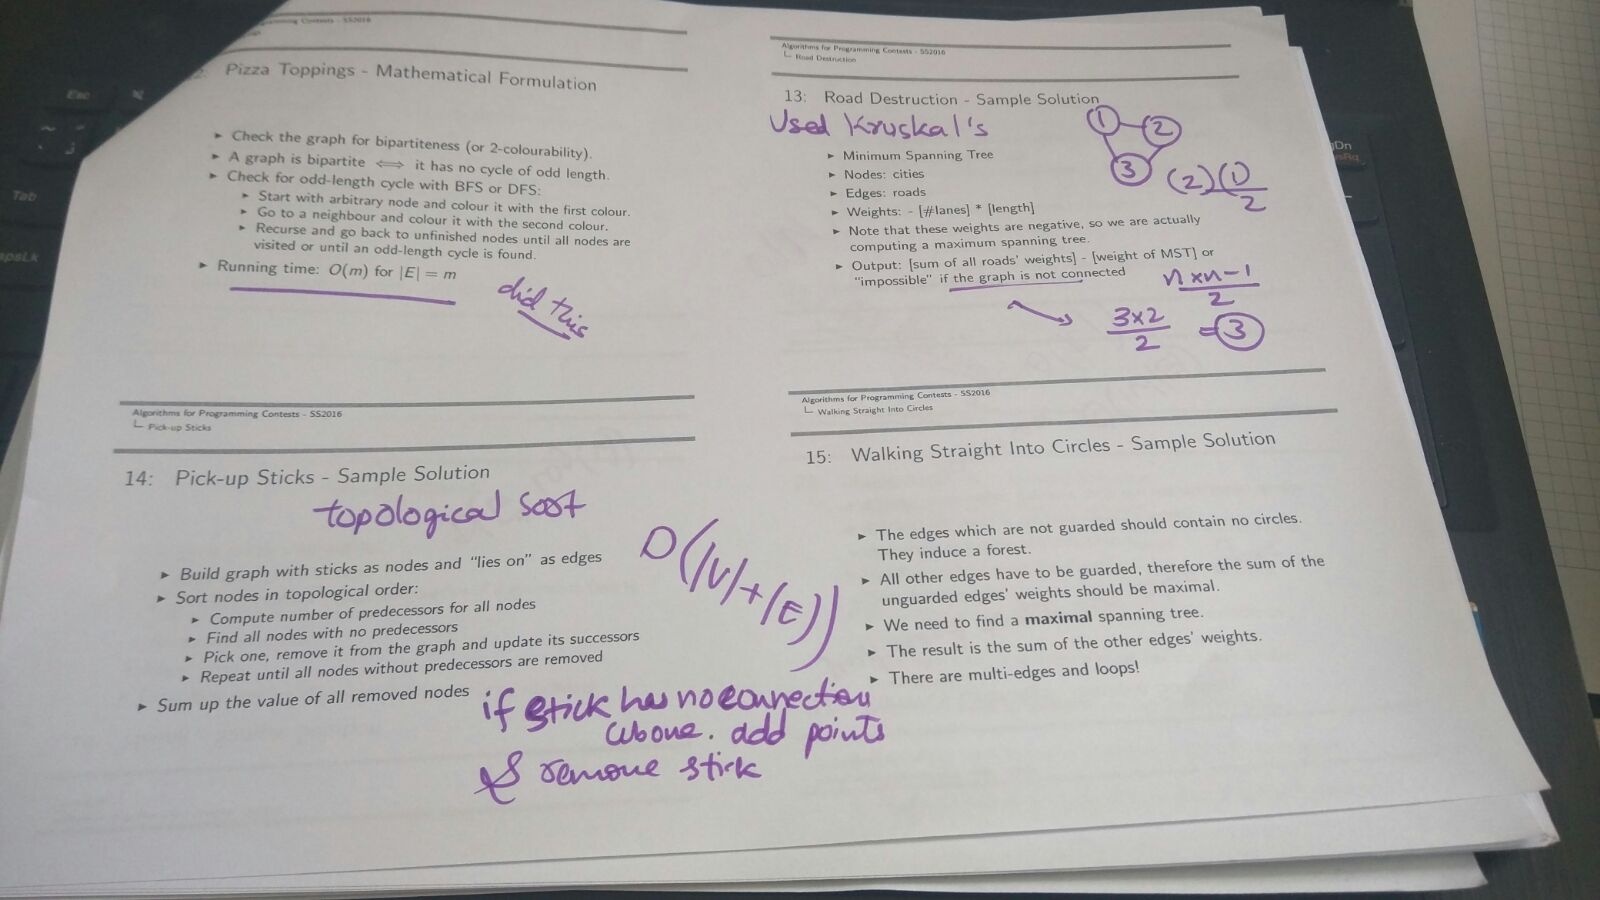 Algorithms for Programming Contests - SS2016
Pizza Toppings - Mathematical Formulation
▸ Check the graph for bipartiteness (or 2-colourability).
▸ A graph is bipartite ⟺ it has no cycle of odd length.
▸ Check for odd-length cycle with BFS or DFS:
▸ Start with arbitrary node and colour it with the first colour.
▸ Go to a neighbour and colour it with the second colour.
▸ Recurse and go back to unfinished nodes until all nodes are
visited or until an odd-length cycle is found.
▸ Running time: O(m) for |E| = m
did this
Algorithms for Programming Contests - SS2016
Road Destruction
13: Road Destruction - Sample Solution
Used Kruskal's
1
2
3
▸ Minimum Spanning Tree
▸ Nodes: cities
▸ Edges: roads
▸ Weights: - [#lanes] * [length]
(2)(1)
2
▸ Note that these weights are negative, so we are actually
computing a maximum spanning tree.
▸ Output: [sum of all roads' weights] - [weight of MST] or
"impossible" if the graph is not connected
n x n-1
2
3x2
2
= 3
Algorithms for Programming Contests - SS2016
Pick-up Sticks
14: Pick-up Sticks - Sample Solution
topological sort
▸ Build graph with sticks as nodes and "lies on" as edges
▸ Sort nodes in topological order:
▸ Compute number of predecessors for all nodes
▸ Find all nodes with no predecessors
▸ Pick one, remove it from the graph and update its successors
▸ Repeat until all nodes without predecessors are removed
▸ Sum up the value of all removed nodes
O(|V|+|E|)
if stick has no connection
above. add points
& remove stick
Algorithms for Programming Contests - SS2016
Walking Straight Into Circles
15: Walking Straight Into Circles - Sample Solution
▸ The edges which are not guarded should contain no circles.
They induce a forest.
▸ All other edges have to be guarded, therefore the sum of the
unguarded edges' weights should be maximal.
▸ We need to find a maximal spanning tree.
▸ The result is the sum of the other edges' weights.
▸ There are multi-edges and loops!
Esc
Tab